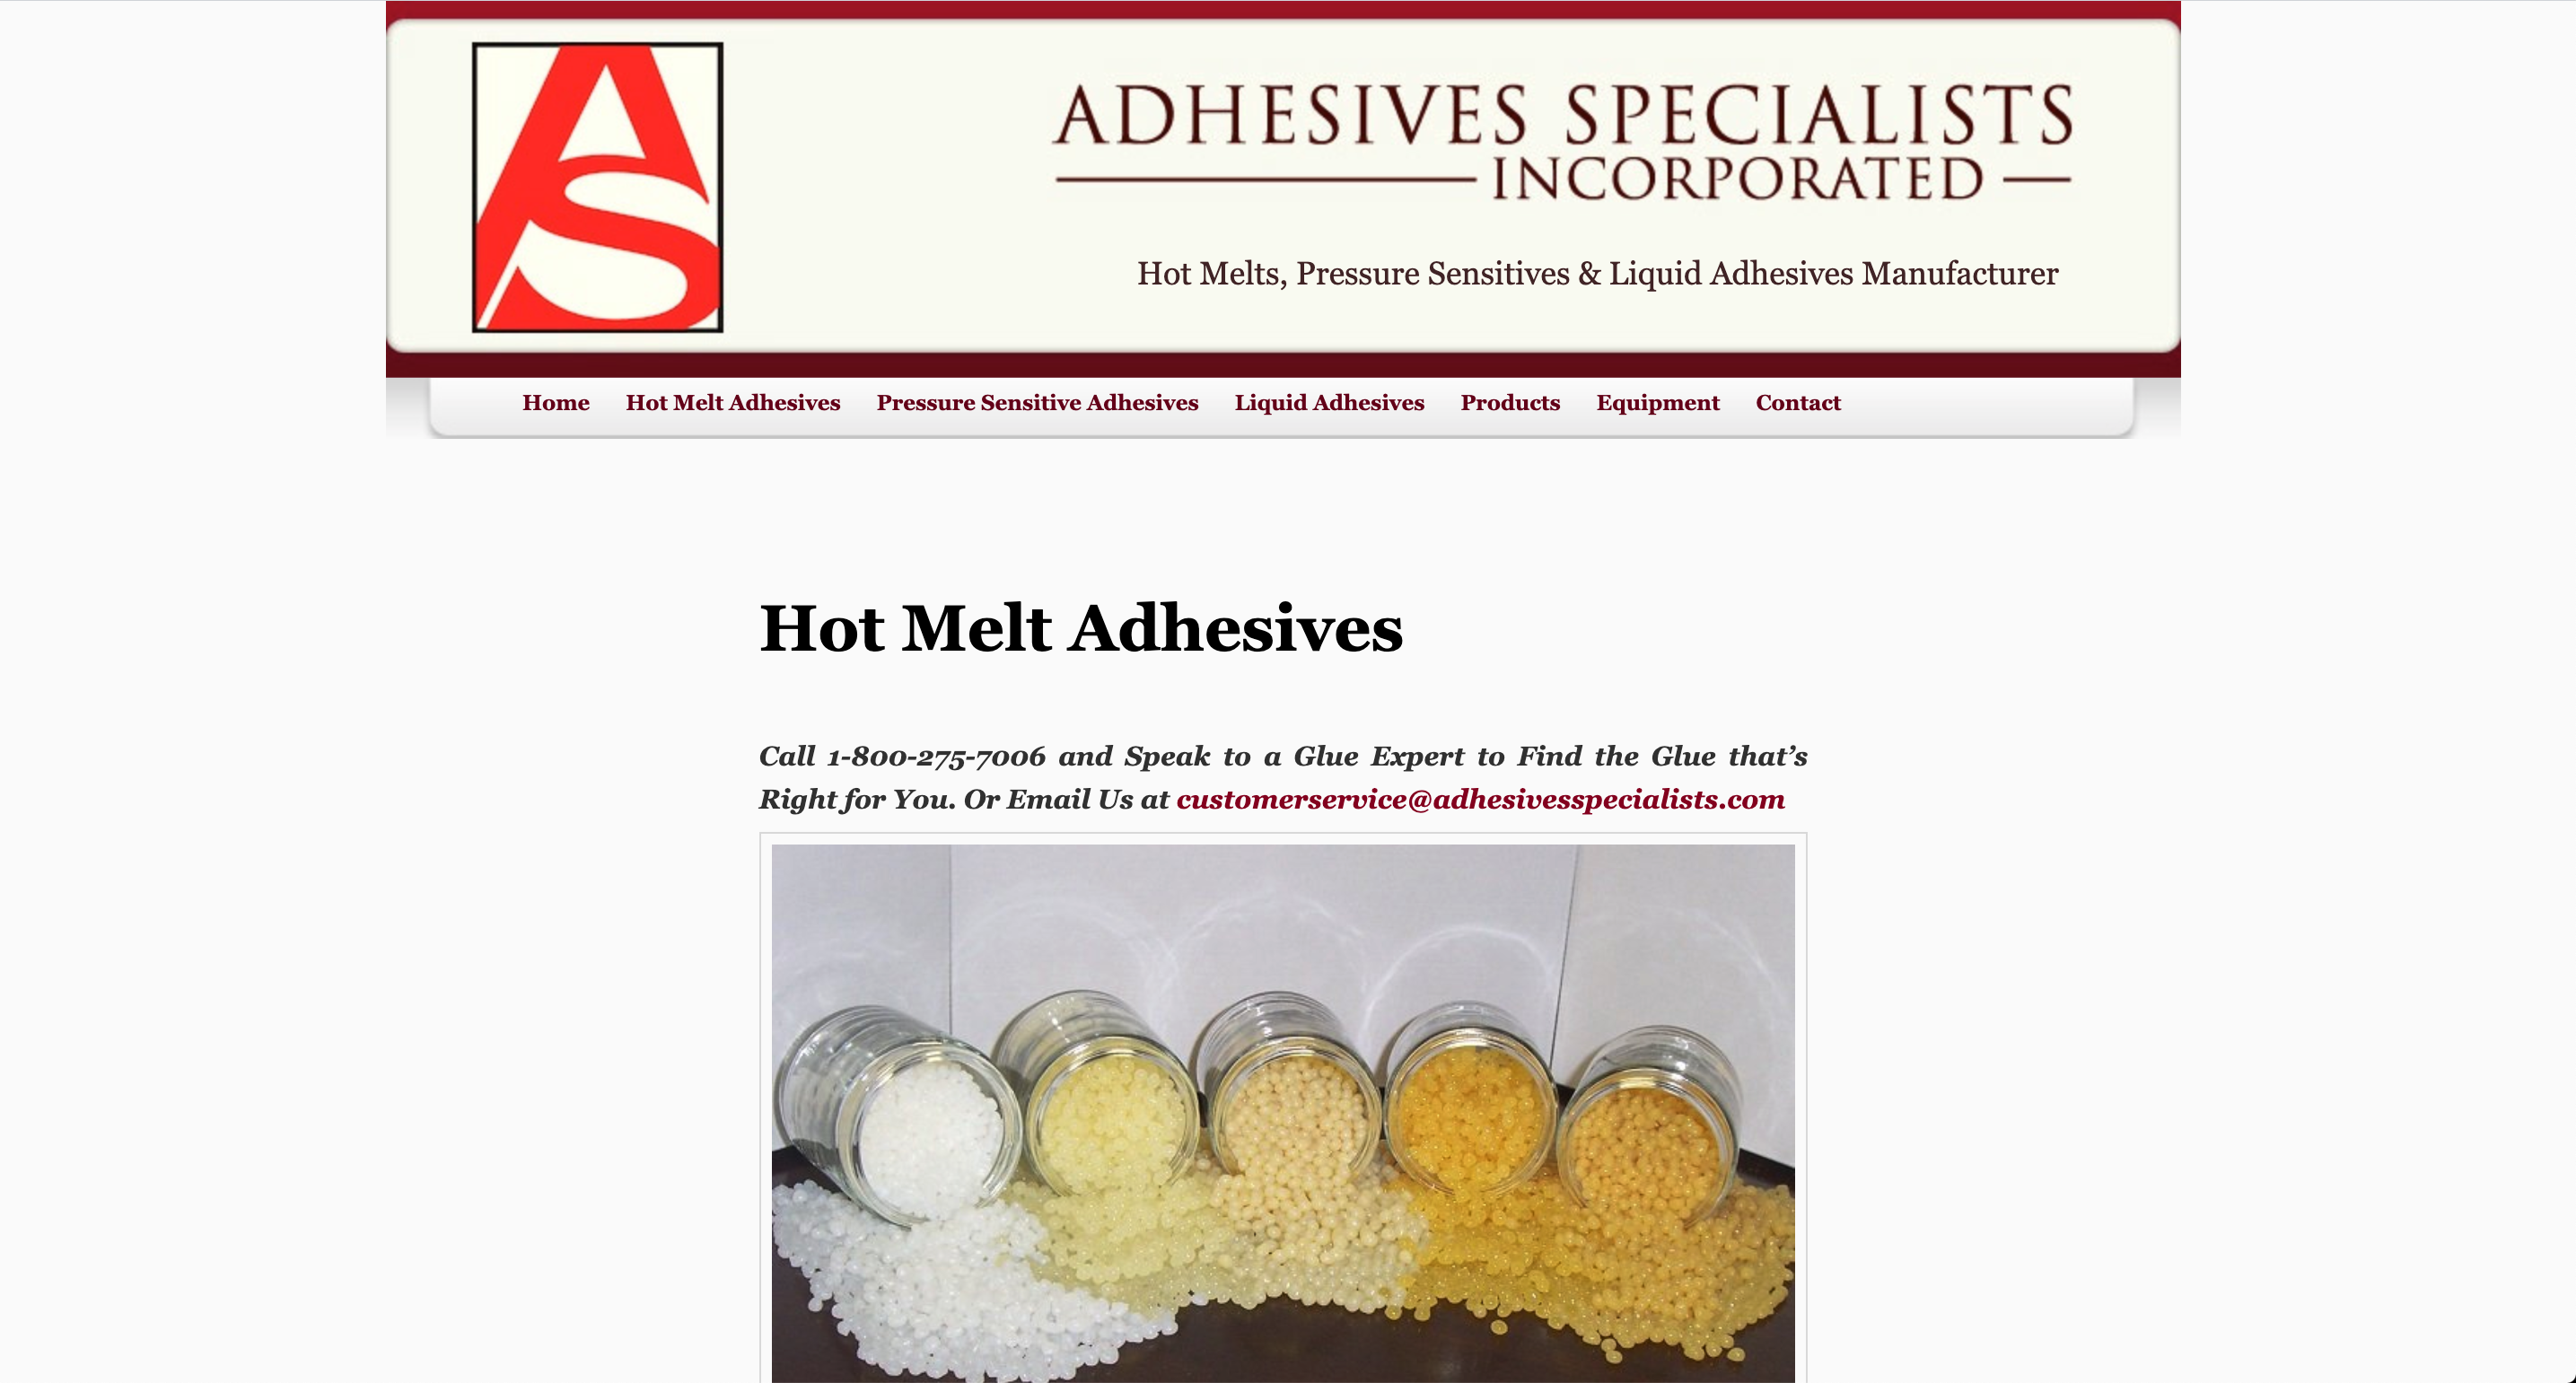 AS
ADHESIVES SPECIALISTS
INCORPORATED
Hot Melts, Pressure Sensitives & Liquid Adhesives Manufacturer
Home Hot Melt Adhesives Pressure Sensitive Adhesives Liquid Adhesives Products Equipment Contact
Hot Melt Adhesives
Call 1-800-275-7006 and Speak to a Glue Expert to Find the Glue that’s
Right for You. Or Email Us at customerservice@adhesivesspecialists.com